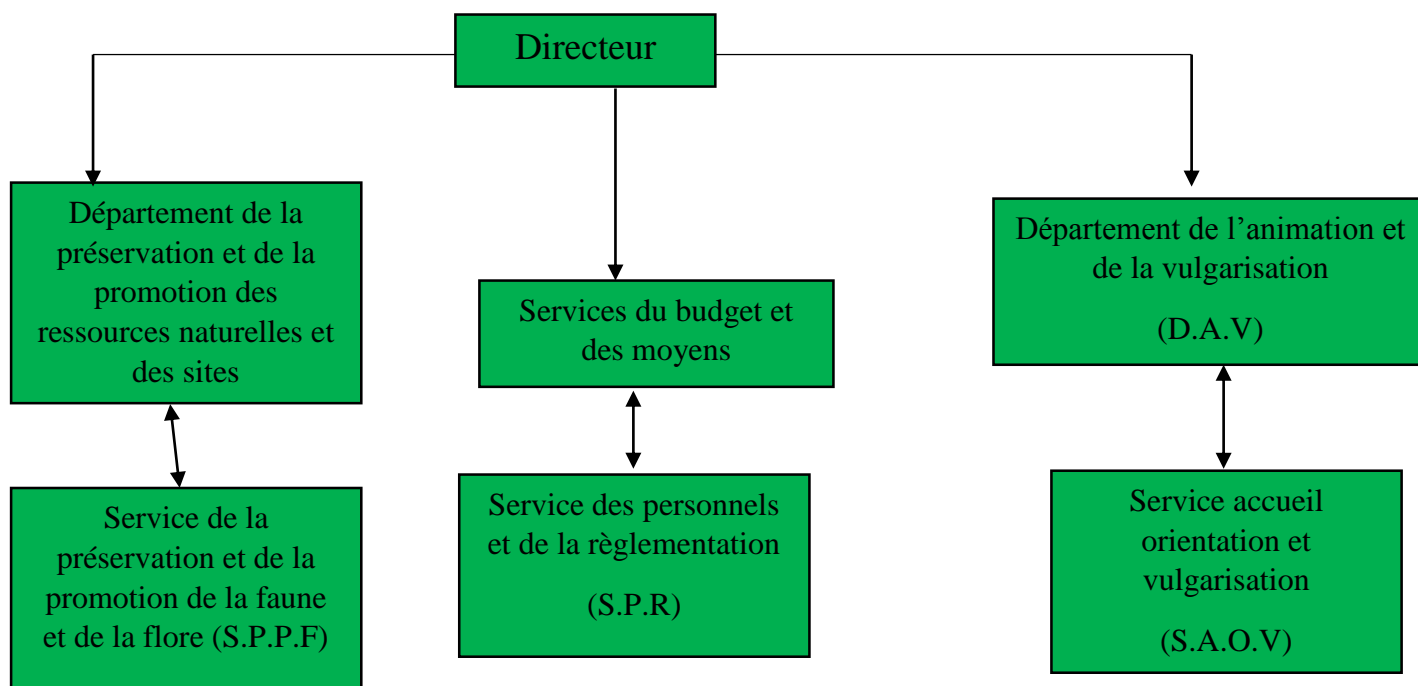 Directeur
Département de la
préservation et de la
promotion des
ressources naturelles et
des sites
Services du budget et
des moyens
Département de l’animation et
de la vulgarisation
(D.A.V)
Service de la
préservation et de la
promotion de la faune
et de la flore (S.P.P.F)
Service des personnels
et de la règlementation
(S.P.R)
Service accueil
orientation et
vulgarisation
(S.A.O.V)